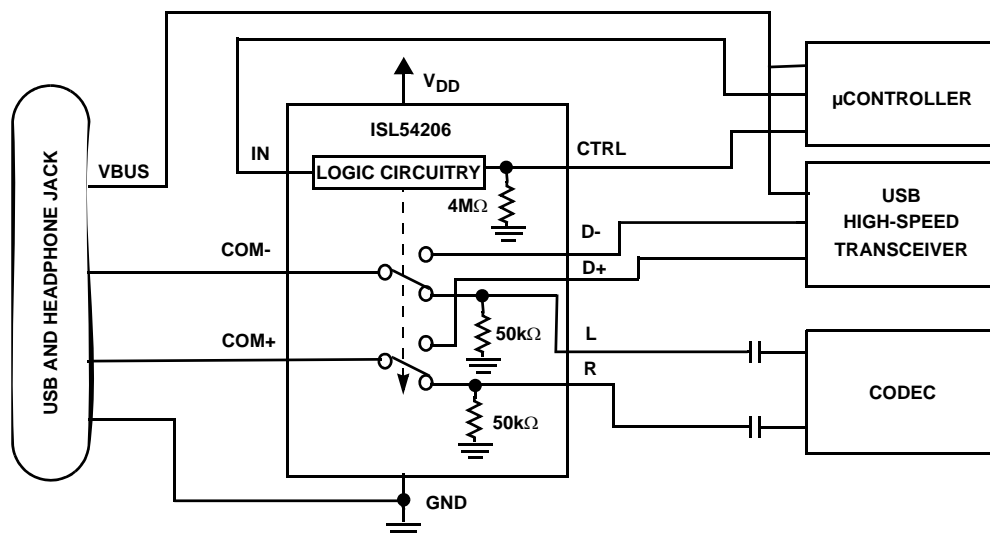 VDD
ISL54206
µCONTROLLER
IN
CTRL
LOGIC CIRCUITRY
VBUS
4MΩ
USB
HIGH-SPEED
TRANSCEIVER
D-
COM-
D+
USB AND HEADPHONE JACK
50kΩ
L
COM+
R
CODEC
50kΩ
GND